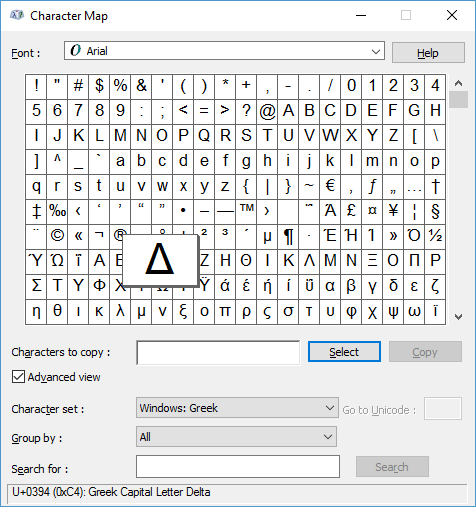 Character Map
Font :
Arial
Help
! " # $ % & ' ( ) * + , - . / 0 1 2 3 4
5 6 7 8 9 : ; < = > ? @ A B C D E F G H
I J K L M N O P Q R S T U V W X Y Z [ \
] ^ _ ` a b c d e f g h i j k l m n o p
q r s t u v w x y z { | } ~ € , ƒ „ … †
‡ ‰ ‹ ‘ ’ “ ” • – — ™ › ΅ Ά £ ¤ ¥ ¦ §
¨ © « ¬ ® ° ² ³ ´ µ ¶ · Έ Ή Ί » Ό ½
Ύ Ώ ΐ Α Ζ Η Θ Ι Κ Λ Μ Ν Ξ Ο Π Ρ
Δ
Σ Τ Υ Φ Χ Ϋ ά έ ή ί ΰ α β γ δ ε ζ
η θ ι κ λ μ ν ξ ο π ρ ς σ τ υ φ χ ψ ω ϊ
Characters to copy :
Select
Copy
Advanced view
Character set :
Windows: Greek
Go to Unicode :
Group by :
All
Search for :
Search
U+0394 (0xC4): Greek Capital Letter Delta